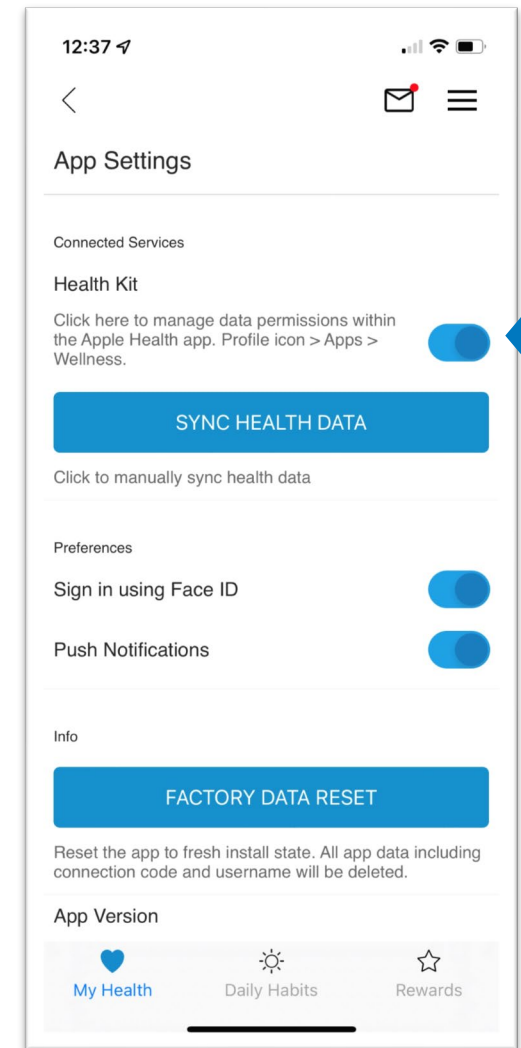 12:37
App Settings
Connected Services
Health Kit
Click here to manage data permissions within
the Apple Health app. Profile icon > Apps >
Wellness.
SYNC HEALTH DATA
Click to manually sync health data
Preferences
Sign in using Face ID
Push Notifications
Info
FACTORY DATA RESET
Reset the app to fresh install state. All app data including
connection code and username will be deleted.
App Version
My Health Daily Habits Rewards